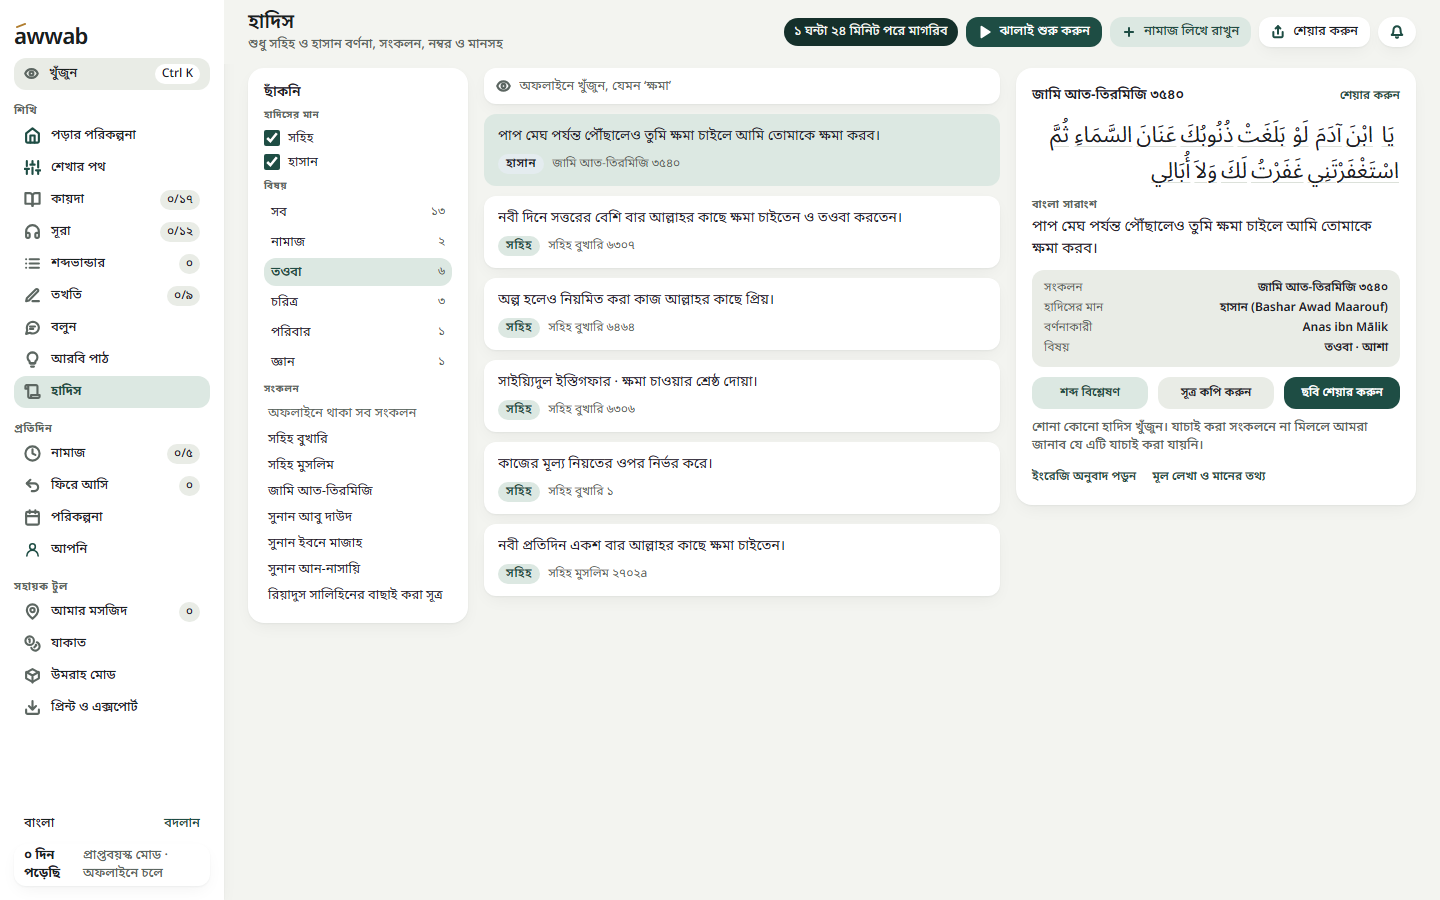 awwab
খুঁজুন
Ctrl K
শিখি
পড়ার পরিকল্পনা
শেখার পথ
কায়দা
০/১৭
সূরা
০/১২
শব্দভান্ডার
০
তখতি
০/৯
বলুন
আরবি পাঠ
হাদিস
প্রতিদিন
নামাজ
০/৫
ফিরে আসি
০
পরিকল্পনা
আপনি
সহায়ক টুল
আমার মসজিদ
০
যাকাত
উমরাহ মোড
প্রিন্ট ও এক্সপোর্ট
বাংলা
বদলান
০ দিন পড়েছি
প্রাপ্তবয়স্ক মোড · অফলাইনে চলে
হাদিস
শুধু সহিহ ও হাসান বর্ণনা, সংকলন, নম্বর ও মানসহ
১ ঘন্টা ২৪ মিনিট পরে মাগরিব
ঝালাই শুরু করুন
নামাজ লিখে রাখুন
শেয়ার করুন
ছাঁকনি
হাদিসের মান
সহিহ
হাসান
বিষয়
সব
১৩
নামাজ
২
তওবা
৬
চরিত্র
৩
পরিবার
১
জ্ঞান
১
সংকলন
অফলাইনে থাকা সব সংকলন
সহিহ বুখারি
সহিহ মুসলিম
জামি আত-তিরমিজি
সুনান আবু দাউদ
সুনান ইবনে মাজাহ
সুনান আন-নাসায়ি
রিয়াদুস সালিহিনের বাছাই করা সূত্র
অফলাইনে খুঁজুন, যেমন ‘ক্ষমা’
পাপ মেঘ পর্যন্ত পৌঁছালেও তুমি ক্ষমা চাইলে আমি তোমাকে ক্ষমা করব।
হাসান
জামি আত-তিরমিজি ৩৫৪০
নবী দিনে সত্তরের বেশি বার আল্লাহর কাছে ক্ষমা চাইতেন ও তওবা করতেন।
সহিহ
সহিহ বুখারি ৬৩০৭
অল্প হলেও নিয়মিত করা কাজ আল্লাহর কাছে প্রিয়।
সহিহ
সহিহ বুখারি ৬৪৬৪
সাইয়্যিদুল ইস্তিগফার · ক্ষমা চাওয়ার শ্রেষ্ঠ দোয়া।
সহিহ
সহিহ বুখারি ৬৩০৬
কাজের মূল্য নিয়তের ওপর নির্ভর করে।
সহিহ
সহিহ বুখারি ১
নবী প্রতিদিন একশ বার আল্লাহর কাছে ক্ষমা চাইতেন।
সহিহ
সহিহ মুসলিম ২৭০২a
জামি আত-তিরমিজি ৩৫৪০
শেয়ার করুন
يَا ابْنَ آدَمَ لَوْ بَلَغَتْ ذُنُوبُكَ عَنَانَ السَّمَاءِ ثُمَّ
اسْتَغْفَرْتَنِي غَفَرْتُ لَكَ وَلاَ أُبَالِي
বাংলা সারাংশ
পাপ মেঘ পর্যন্ত পৌঁছালেও তুমি ক্ষমা চাইলে আমি তোমাকে
ক্ষমা করব।
সংকলন
জামি আত-তিরমিজি ৩৫৪০
হাদিসের মান
হাসান (Bashar Awad Maarouf)
বর্ণনাকারী
Anas ibn Mālik
বিষয়
তওবা · আশা
শব্দ বিশ্লেষণ
সূত্র কপি করুন
ছবি শেয়ার করুন
শোনা কোনো হাদিস খুঁজুন। যাচাই করা সংকলনে না মিললে আমরা
জানাব যে এটি যাচাই করা যায়নি।
ইংরেজি অনুবাদ পড়ুন
মূল লেখা ও মানের তথ্য